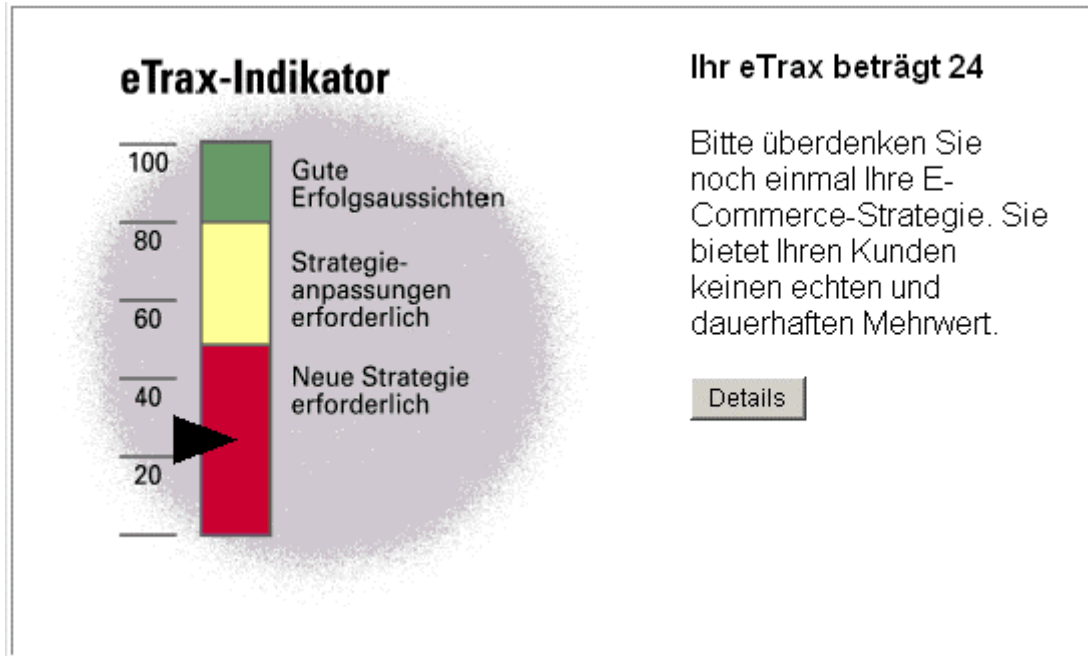 eTrax-Indikator
100
80
60
40
20
Gute
Erfolgsaussichten
Strategie-
anpassungen
erforderlich
Neue Strategie
erforderlich
Ihr eTrax beträgt 24
Bitte überdenken Sie
noch einmal Ihre E-
Commerce-Strategie. Sie
bietet Ihren Kunden
keinen echten und
dauerhaften Mehrwert.
Details